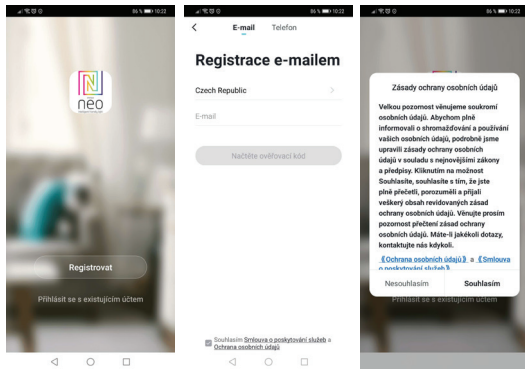 86 % 10:22
N
nēo
Registrovat
Přihlásit se s existujícím účtem
86 % 10:22
E-mail
Telefon
Registrace e-mailem
Czech Republic
E-mail
Načtěte ověřovací kód
Souhlasím Smlouva o poskytování služeb a
Ochrana osobních údajů
86 % 10:22
Zásady ochrany osobních údajů
Velkou pozornost věnujeme soukromí
osobních údajů. Abychom plně
informovali o shromažďování a používání
vašich osobních údajů, podrobně jsme
upravili zásady ochrany osobních
údajů v souladu s nejnovějšími zákony
a předpisy. Kliknutím na možnost
Souhlasíte, souhlasíte s tím, že jste
plně přečetli, porozuměli a přijali
veškerý obsah revidovaných zásad
ochrany osobních údajů. Věnujte prosím
pozornost přečtení zásad ochrany
osobních údajů. Máte-li jakékoli dotazy,
kontaktujte nás kdykoli.
《Ochrana osobních údajů》 a 《Smlouva
o poskytování služeb》
Nesouhlasím
Souhlasím
Přihlásit se s existujícím účtem